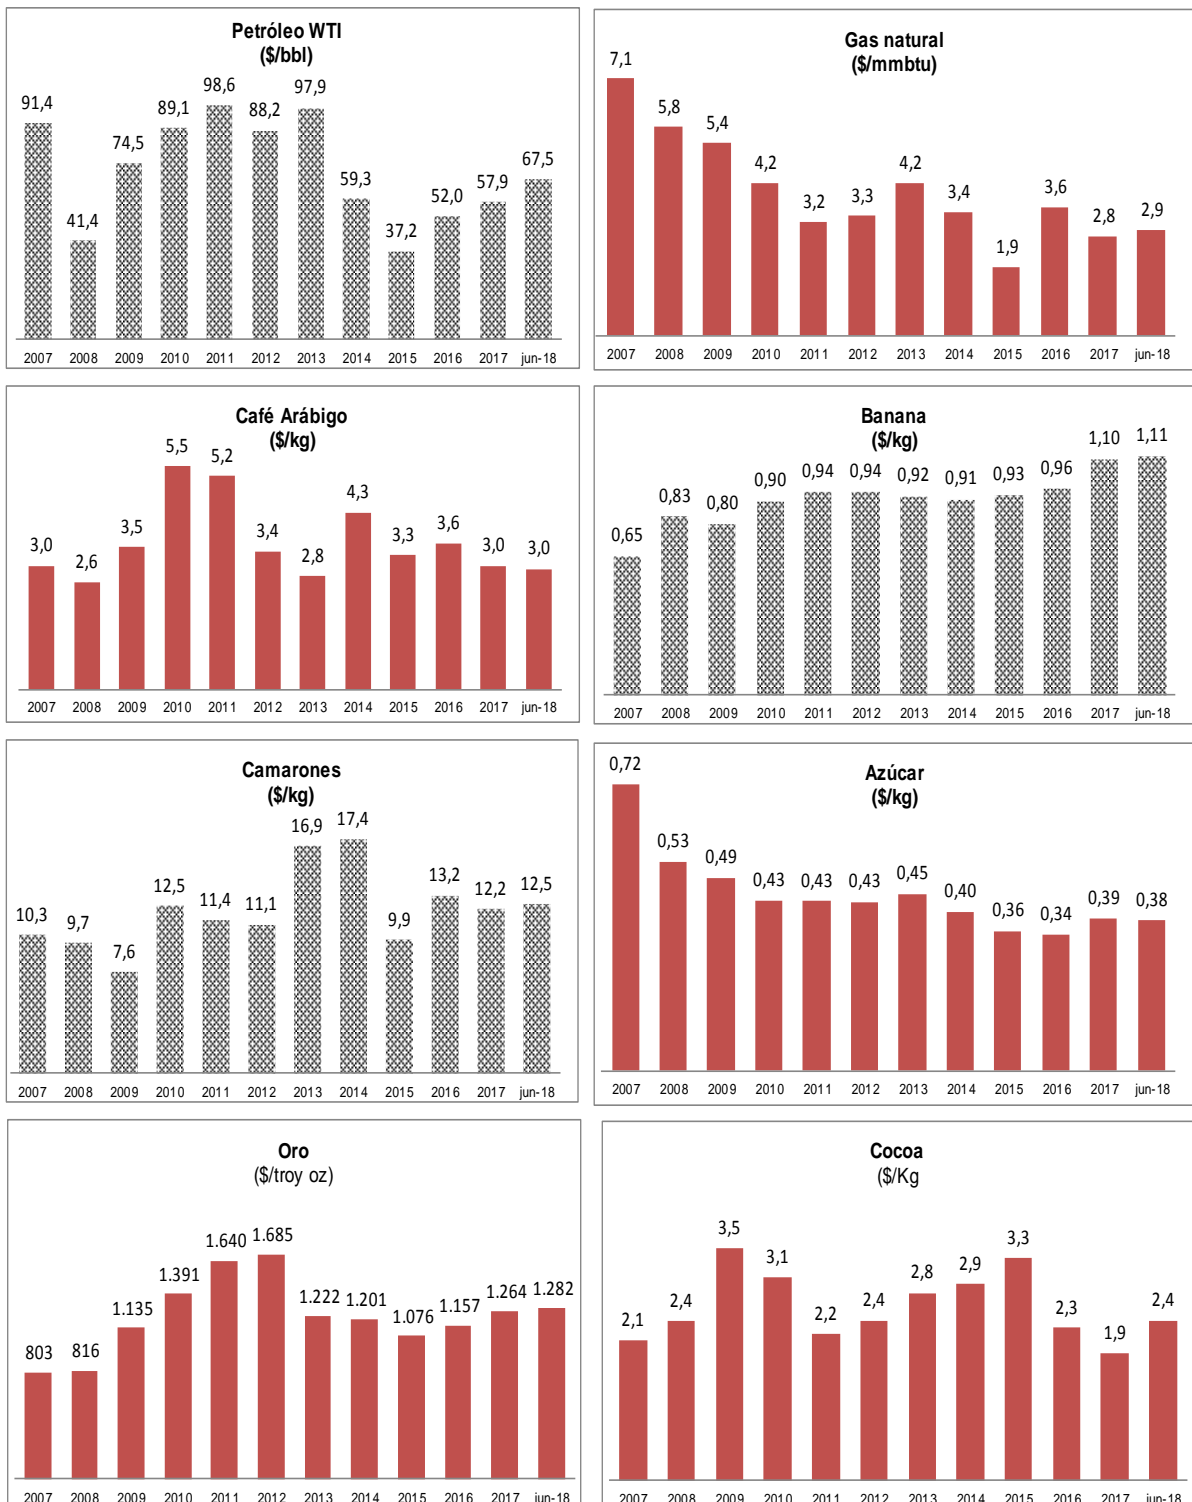 Petróleo WTI
($/bbl)
91,4 41,4 74,5 89,1 98,6 88,2 97,9 59,3 37,2 52,0 57,9 67,5
2007 2008 2009 2010 2011 2012 2013 2014 2015 2016 2017 jun-18
Gas natural
($/mmbtu)
7,1 5,8 5,4 4,2 3,2 3,3 4,2 3,4 1,9 3,6 2,8 2,9
2007 2008 2009 2010 2011 2012 2013 2014 2015 2016 2017 jun-18
Café Arábigo
($/kg)
3,0 2,6 3,5 5,5 5,2 3,4 2,8 4,3 3,3 3,6 3,0 3,0
2007 2008 2009 2010 2011 2012 2013 2014 2015 2016 2017 jun-18
Banana
($/kg)
0,65 0,83 0,80 0,90 0,94 0,94 0,92 0,91 0,93 0,96 1,10 1,11
2007 2008 2009 2010 2011 2012 2013 2014 2015 2016 2017 jun-18
Camarones
($/kg)
10,3 9,7 7,6 12,5 11,4 11,1 16,9 17,4 9,9 13,2 12,2 12,5
2007 2008 2009 2010 2011 2012 2013 2014 2015 2016 2017 jun-18
Azúcar
($/kg)
0,72 0,53 0,49 0,43 0,43 0,43 0,45 0,40 0,36 0,34 0,39 0,38
2007 2008 2009 2010 2011 2012 2013 2014 2015 2016 2017 jun-18
Oro
($/troy oz)
803 816 1.135 1.391 1.640 1.685 1.222 1.201 1.076 1.157 1.264 1.282
2007 2008 2009 2010 2011 2012 2013 2014 2015 2016 2017 jun-18
Cocoa
($/Kg
2,1 2,4 3,5 3,1 2,2 2,4 2,8 2,9 3,3 2,3 1,9 2,4
2007 2008 2009 2010 2011 2012 2013 2014 2015 2016 2017 jun-18